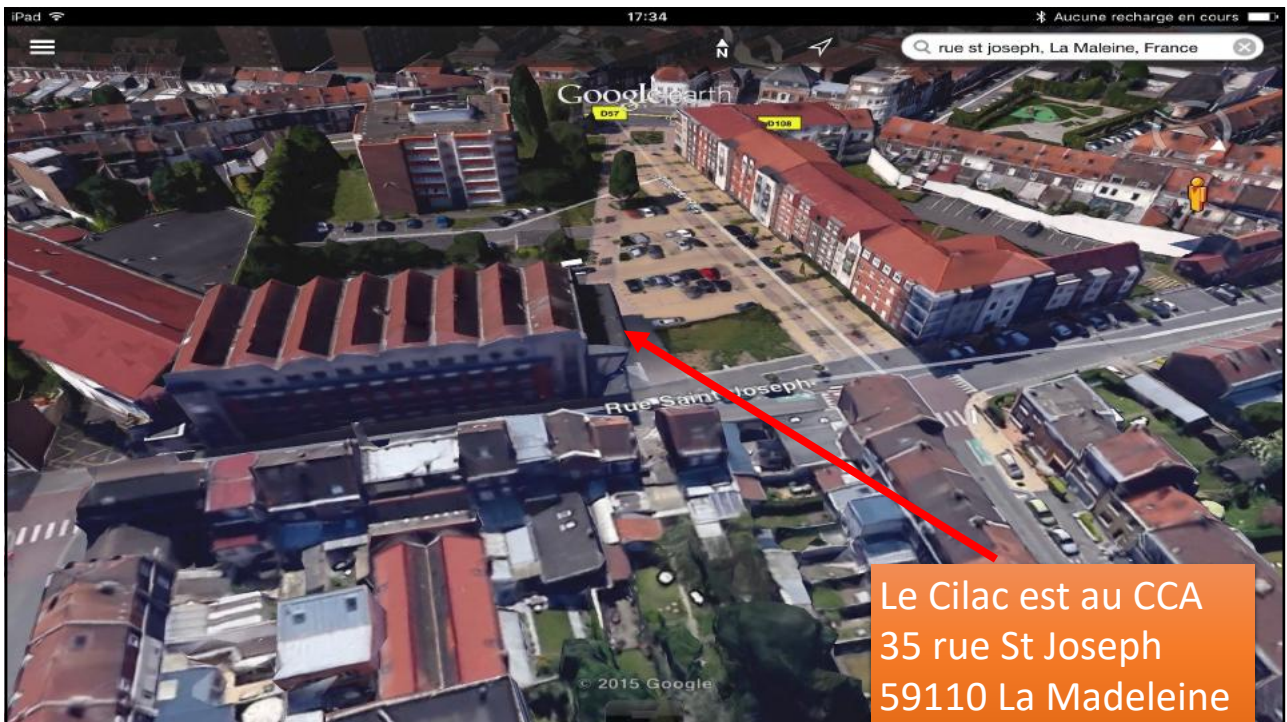 iPad
17:34
Aucune recharge en cours
N
rue st joseph, La Maleine, France
Google earth
D57
D108
Rue Saint-Joseph
© 2015 Google
Le Cilac est au CCA
35 rue St Joseph
59110 La Madeleine